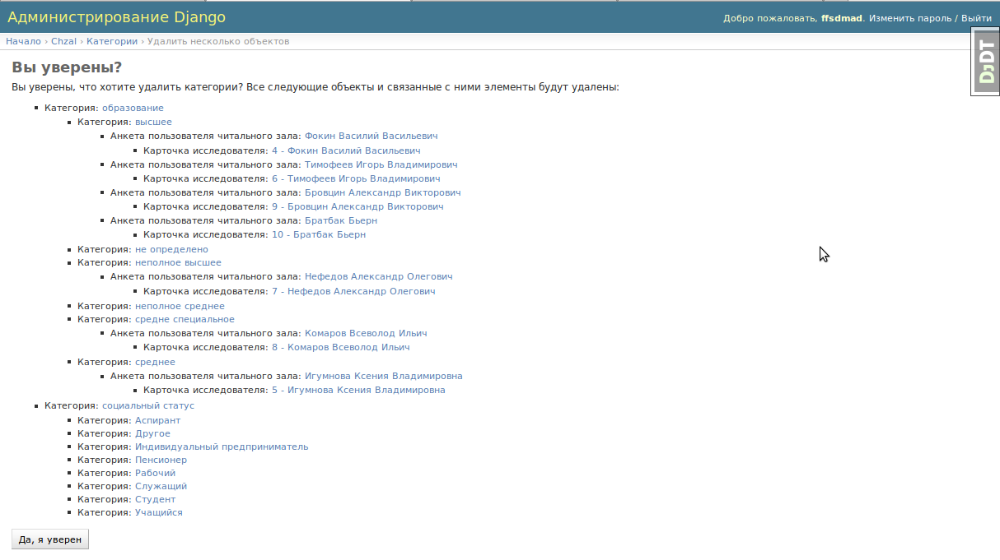 Администрирование Django
Добро пожаловать, ffsdmad. Изменить пароль / Выйти
Начало › Chzal › Категории › Удалить несколько объектов
DjDT
Вы уверены?
Вы уверены, что хотите удалить категории? Все следующие объекты и связанные с ними элементы будут удалены:
Категория: образование
Категория: высшее
Анкета пользователя читального зала: Фокин Василий Васильевич
Карточка исследователя: 4 - Фокин Василий Васильевич
Анкета пользователя читального зала: Тимофеев Игорь Владимирович
Карточка исследователя: 6 - Тимофеев Игорь Владимирович
Анкета пользователя читального зала: Бровцин Александр Викторович
Карточка исследователя: 9 - Бровцин Александр Викторович
Анкета пользователя читального зала: Братбак Бьерн
Карточка исследователя: 10 - Братбак Бьерн
Категория: не определено
Категория: неполное высшее
Анкета пользователя читального зала: Нефедов Александр Олегович
Карточка исследователя: 7 - Нефедов Александр Олегович
Категория: неполное среднее
Категория: средне специальное
Анкета пользователя читального зала: Комаров Всеволод Ильич
Карточка исследователя: 8 - Комаров Всеволод Ильич
Категория: среднее
Анкета пользователя читального зала: Игумнова Ксения Владимировна
Карточка исследователя: 5 - Игумнова Ксения Владимировна
Категория: социальный статус
Категория: Аспирант
Категория: Другое
Категория: Индивидуальный предприниматель
Категория: Пенсионер
Категория: Рабочий
Категория: Служащий
Категория: Студент
Категория: Учащийся
Да, я уверен